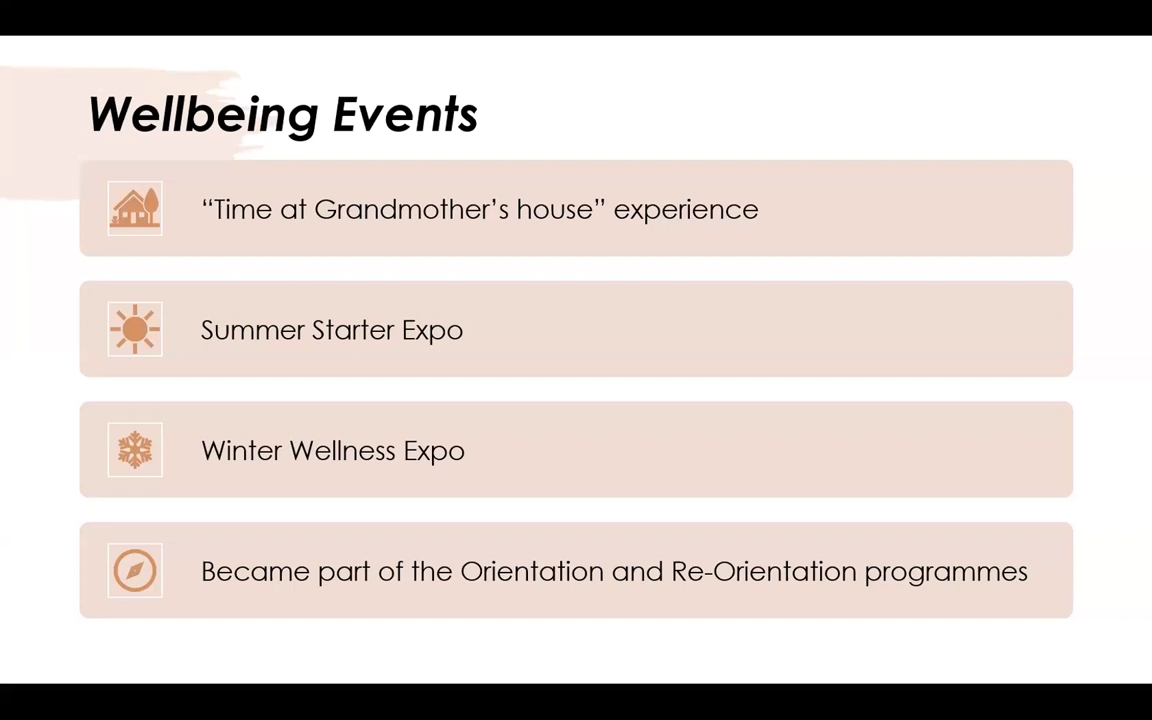 Wellbeing Events
“Time at Grandmother’s house” experience
Summer Starter Expo
Winter Wellness Expo
Became part of the Orientation and Re-Orientation programmes